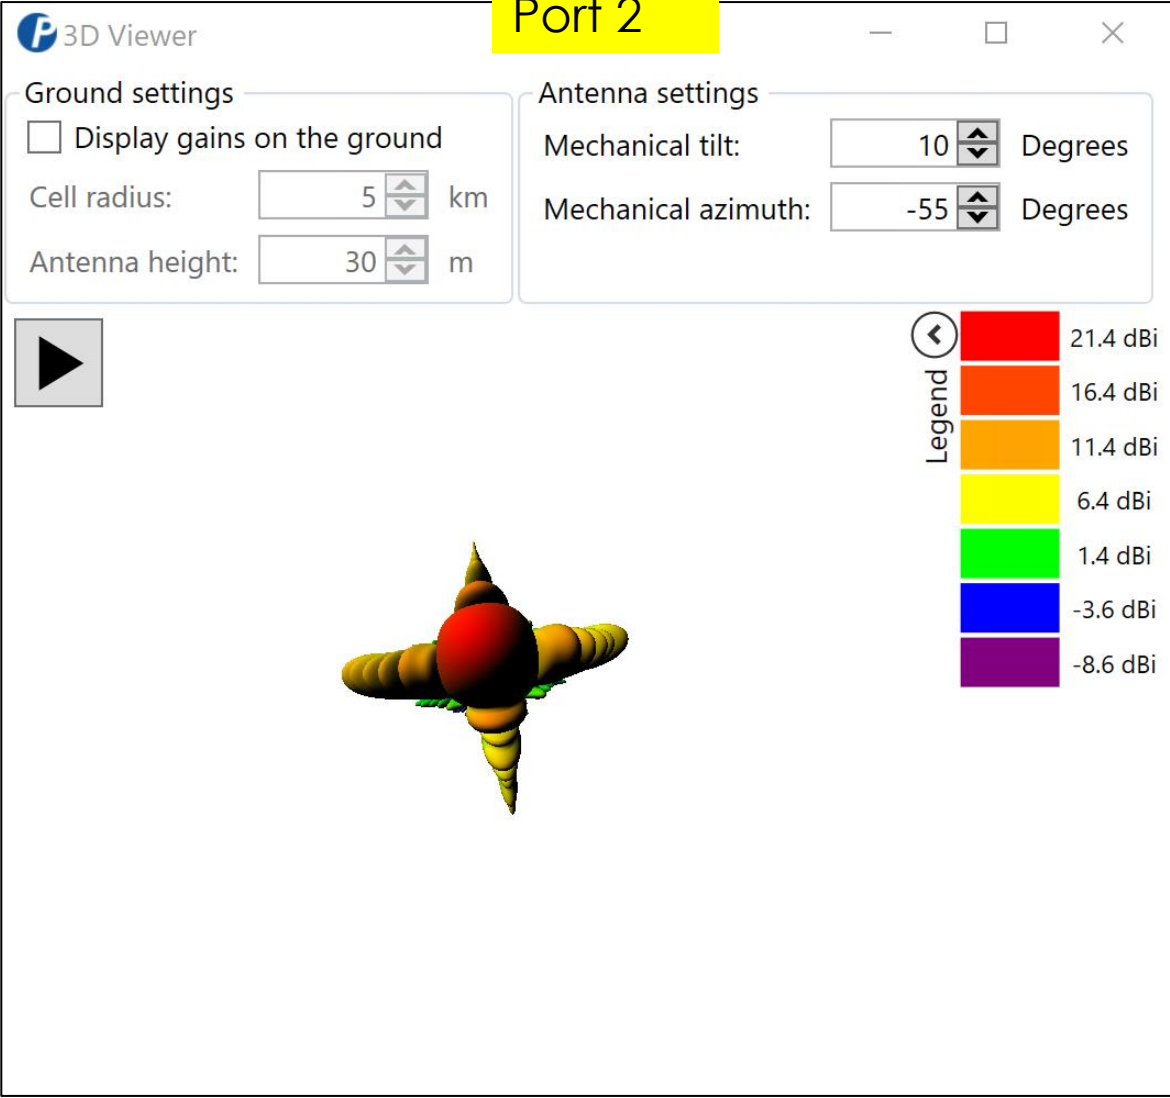 Port 2
3D Viewer
Ground settings
Display gains on the ground
Cell radius: 5 km
Antenna height: 30 m
Antenna settings
Mechanical tilt: 10 Degrees
Mechanical azimuth: -55 Degrees
Legend
21.4 dBi
16.4 dBi
11.4 dBi
6.4 dBi
1.4 dBi
-3.6 dBi
-8.6 dBi